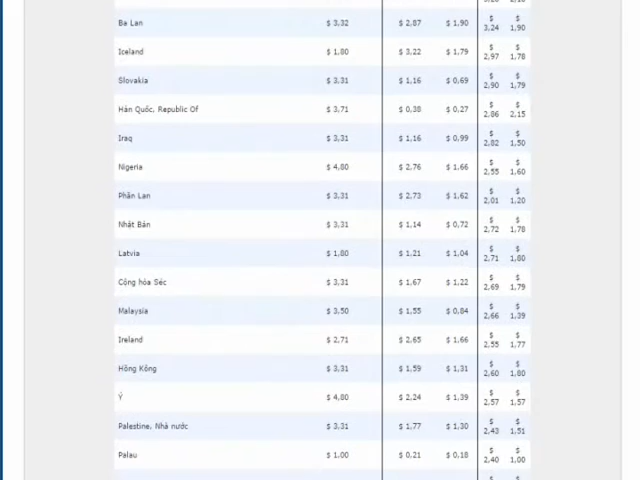 Ba Lan $ 3,32 $ 2,87 $ 1,90 $ 3,24 $ 1,90
Iceland $ 1,80 $ 3,22 $ 1,79 $ 2,97 $ 1,78
Slovakia $ 3,31 $ 1,16 $ 0,69 $ 2,90 $ 1,79
Hàn Quốc, Republic Of $ 3,71 $ 0,38 $ 0,27 $ 2,86 $ 2,15
Iraq $ 3,31 $ 1,16 $ 0,99 $ 2,82 $ 1,50
Nigeria $ 4,80 $ 2,76 $ 1,66 $ 2,55 $ 1,60
Phần Lan $ 3,31 $ 2,73 $ 1,62 $ 2,01 $ 1,20
Nhật Bản $ 3,31 $ 1,14 $ 0,72 $ 2,72 $ 1,78
Latvia $ 1,80 $ 1,21 $ 1,04 $ 2,71 $ 1,80
Cộng hòa Séc $ 3,31 $ 1,67 $ 1,22 $ 2,69 $ 1,79
Malaysia $ 3,50 $ 1,55 $ 0,84 $ 2,66 $ 1,39
Ireland $ 2,71 $ 2,65 $ 1,66 $ 2,55 $ 1,77
Hồng Kông $ 3,31 $ 1,59 $ 1,31 $ 2,60 $ 1,80
Ý $ 4,80 $ 2,24 $ 1,39 $ 2,57 $ 1,57
Palestine, Nhà nước $ 3,31 $ 1,77 $ 1,30 $ 2,43 $ 1,51
Palau $ 1,00 $ 0,21 $ 0,18 $ 2,40 $ 1,00